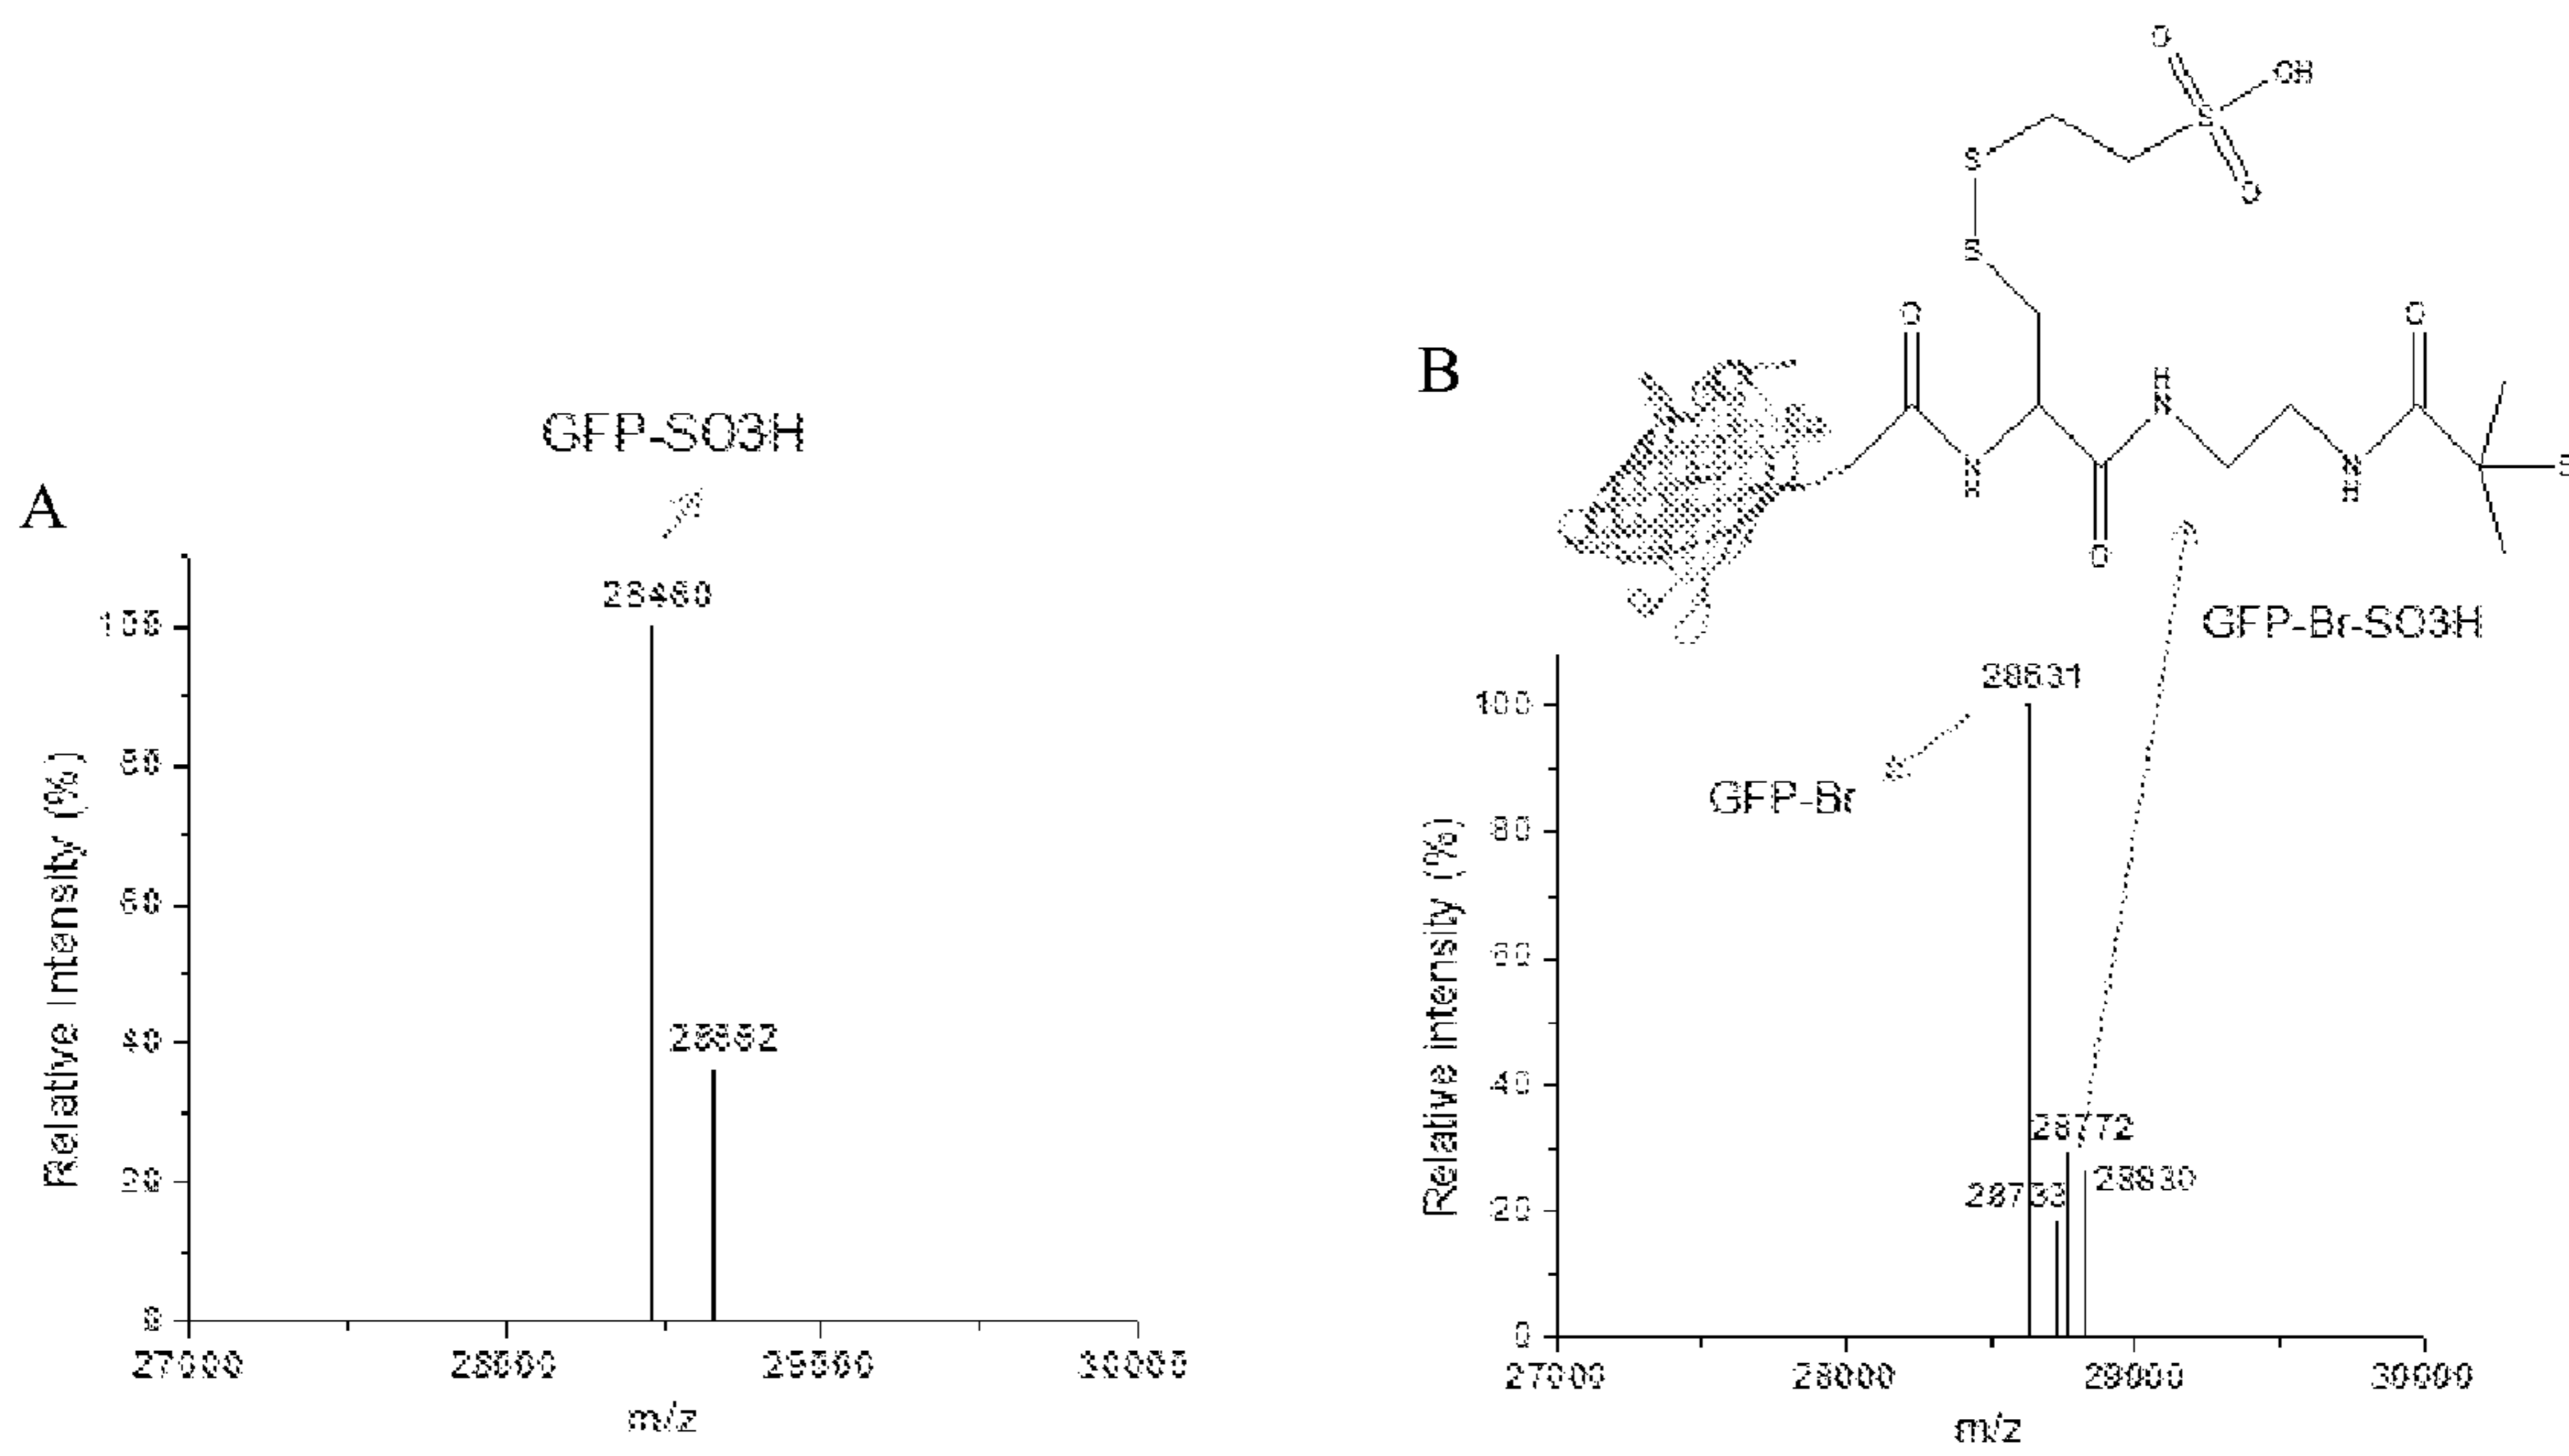 A
GFP-SO3H
28460
100
80
60
40
20
0
27000
28000
29000
30000
m/z
Relative Intensity (%)
B
O
OH
S
O
S
S
O
N
H
O
H
N
N
H
O
GFP-Br-SO3H
28631
GFP-Br
100
80
60
40
20
0
28772
28733
28830
27000
28000
29000
30000
m/z
Relative intensity (%)